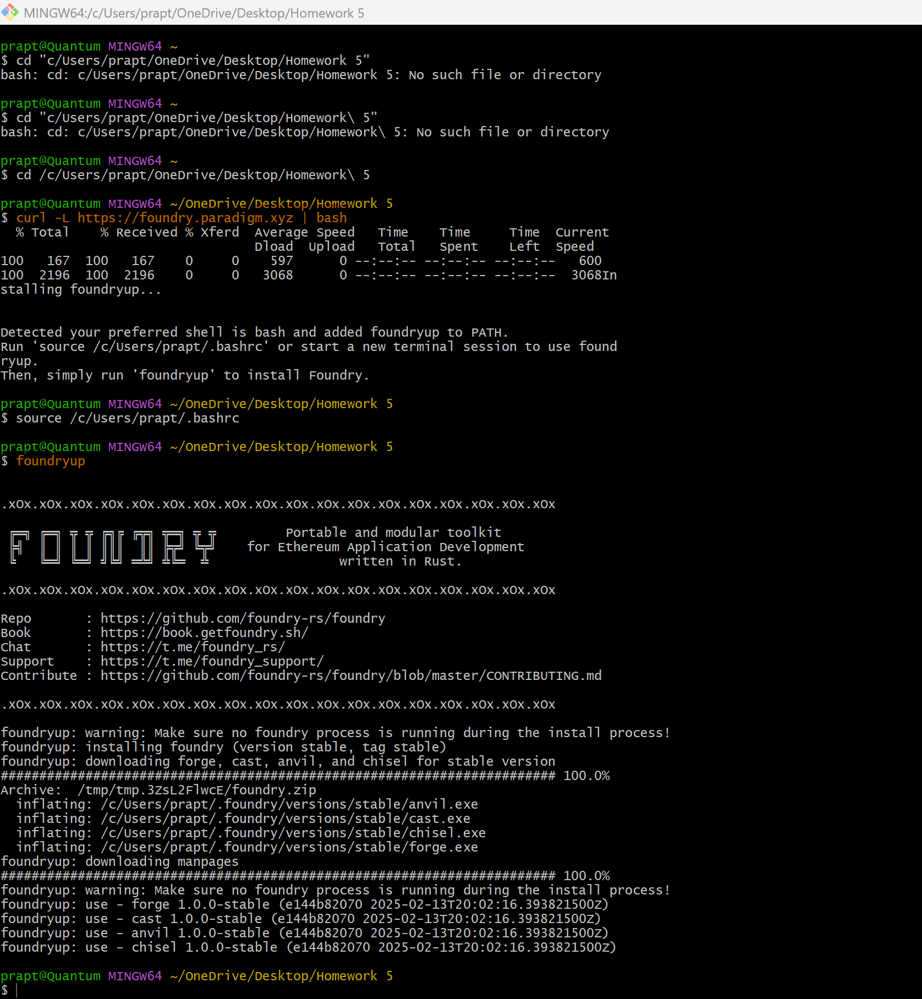 MINGW64:/c/Users/prapt/OneDrive/Desktop/Homework 5
prapt@Quantum MINGW64 ~
$ cd "c/Users/prapt/OneDrive/Desktop/Homework 5"
bash: cd: c/Users/prapt/OneDrive/Desktop/Homework 5: No such file or directory
prapt@Quantum MINGW64 ~
$ cd "c/Users/prapt/OneDrive/Desktop/Homework\ 5"
bash: cd: c/Users/prapt/OneDrive/Desktop/Homework\ 5: No such file or directory
prapt@Quantum MINGW64 ~
$ cd /c/Users/prapt/OneDrive/Desktop/Homework\ 5
prapt@Quantum MINGW64 ~/OneDrive/Desktop/Homework 5
$ curl -L https://foundry.paradigm.xyz | bash
  % Total    % Received % Xferd  Average Speed   Time    Time     Time  Current
                                 Dload  Upload   Total   Spent    Left  Speed
100   167  100   167    0     0    597      0 --:--:-- --:--:-- --:--:--   600
100  2196  100  2196    0     0   3068      0 --:--:-- --:--:-- --:--:--  3068In
stalling foundryup...
Detected your preferred shell is bash and added foundryup to PATH.
Run 'source /c/Users/prapt/.bashrc' or start a new terminal session to use found
ryup.
Then, simply run 'foundryup' to install Foundry.
prapt@Quantum MINGW64 ~/OneDrive/Desktop/Homework 5
$ source /c/Users/prapt/.bashrc
prapt@Quantum MINGW64 ~/OneDrive/Desktop/Homework 5
$ foundryup
.xOx.xOx.xOx.xOx.xOx.xOx.xOx.xOx.xOx.xOx.xOx.xOx.xOx.xOx.xOx.xOx.xOx.xOx
FOUNDRY
Portable and modular toolkit
for Ethereum Application Development
written in Rust.
.xOx.xOx.xOx.xOx.xOx.xOx.xOx.xOx.xOx.xOx.xOx.xOx.xOx.xOx.xOx.xOx.xOx.xOx
Repo       : https://github.com/foundry-rs/foundry
Book       : https://book.getfoundry.sh/
Chat       : https://t.me/foundry_rs/
Support    : https://t.me/foundry_support/
Contribute : https://github.com/foundry-rs/foundry/blob/master/CONTRIBUTING.md
.xOx.xOx.xOx.xOx.xOx.xOx.xOx.xOx.xOx.xOx.xOx.xOx.xOx.xOx.xOx.xOx.xOx.xOx
foundryup: warning: Make sure no foundry process is running during the install process!
foundryup: installing foundry (version stable, tag stable)
foundryup: downloading forge, cast, anvil, and chisel for stable version
######################################################################## 100.0%
Archive:  /tmp/tmp.3ZsL2FlwcE/foundry.zip
  inflating: /c/Users/prapt/.foundry/versions/stable/anvil.exe
  inflating: /c/Users/prapt/.foundry/versions/stable/cast.exe
  inflating: /c/Users/prapt/.foundry/versions/stable/chisel.exe
  inflating: /c/Users/prapt/.foundry/versions/stable/forge.exe
foundryup: downloading manpages
######################################################################## 100.0%
foundryup: warning: Make sure no foundry process is running during the install process!
foundryup: use - forge 1.0.0-stable (e144b82070 2025-02-13T20:02:16.393821500Z)
foundryup: use - cast 1.0.0-stable (e144b82070 2025-02-13T20:02:16.393821500Z)
foundryup: use - anvil 1.0.0-stable (e144b82070 2025-02-13T20:02:16.393821500Z)
foundryup: use - chisel 1.0.0-stable (e144b82070 2025-02-13T20:02:16.393821500Z)
prapt@Quantum MINGW64 ~/OneDrive/Desktop/Homework 5
$